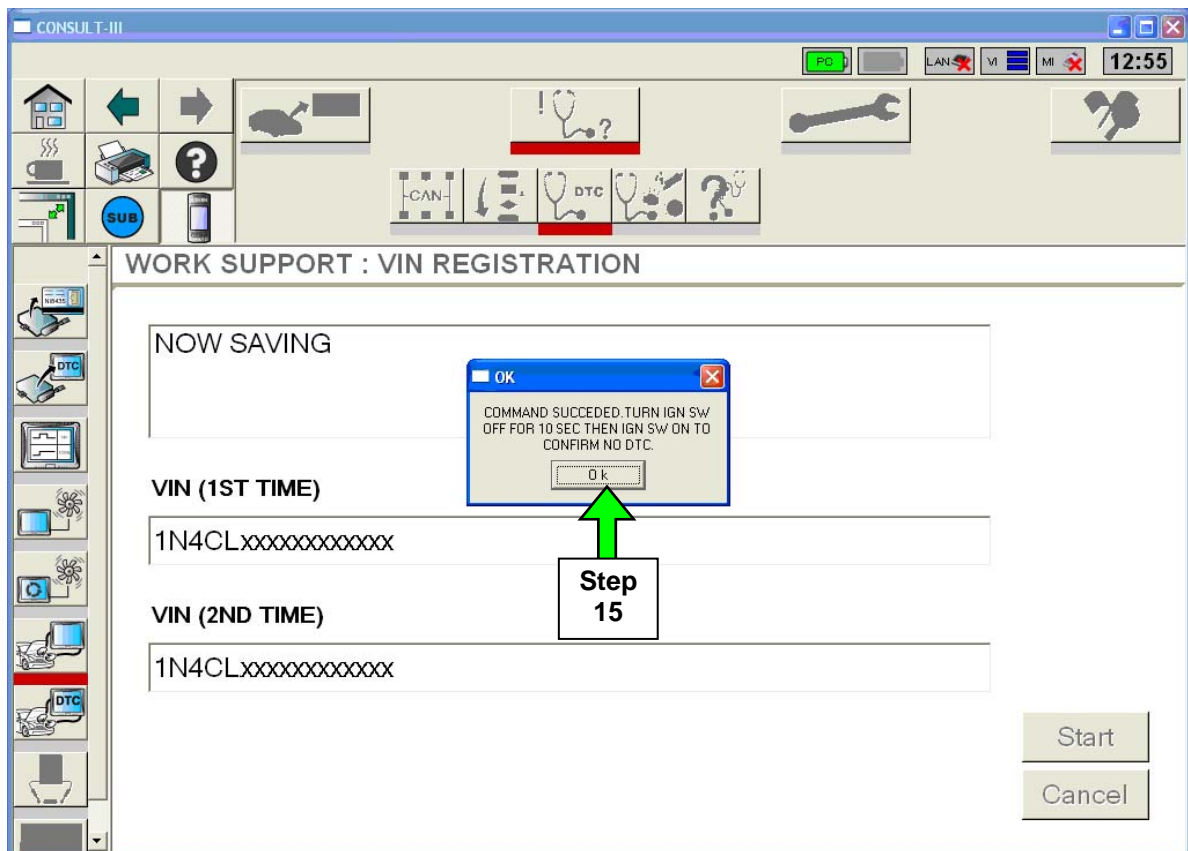 CONSULT-III
PC
LAN
VI
MI
12:55
!
?
?
SUB
CAN
DTC
?
WORK SUPPORT : VIN REGISTRATION
DTC
NOW SAVING
OK
COMMAND SUCCEDED.TURN IGN SW
OFF FOR 10 SEC THEN IGN SW ON TO
CONFIRM NO DTC.
Ok
VIN (1ST TIME)
1N4CLxxxxxxxxxxxx
Step
15
VIN (2ND TIME)
1N4CLxxxxxxxxxxxx
DTC
Start
Cancel